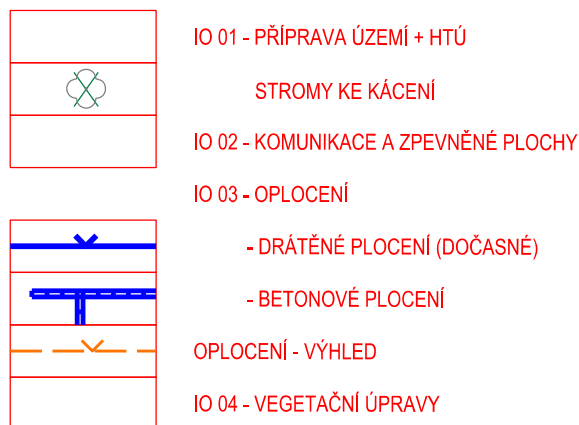 IO 01 - PŘÍPRAVA ÚZEMÍ + HTÚ
STROMY KE KÁCENÍ
IO 02 - KOMUNIKACE A ZPEVNĚNÉ PLOCHY
IO 03 - OPLOCENÍ
- DRÁTĚNÉ PLOCENÍ (DOČASNÉ)
- BETONOVÉ PLOCENÍ
OPLOCENÍ - VÝHLED
IO 04 - VEGETAČNÍ ÚPRAVY